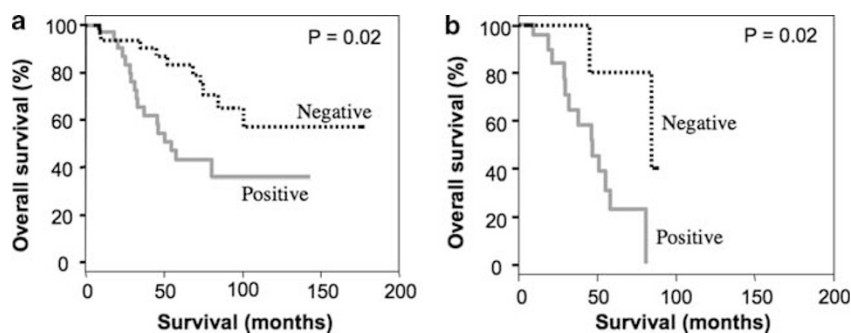 a
P = 0.02
Overall survival (%)
100
80
60
40
20
0
Negative
Positive
0 50 100 150 200
Survival (months)
b
P = 0.02
Overall survival (%)
100
80
60
40
20
0
Negative
Positive
0 50 100 150 200
Survival (months)